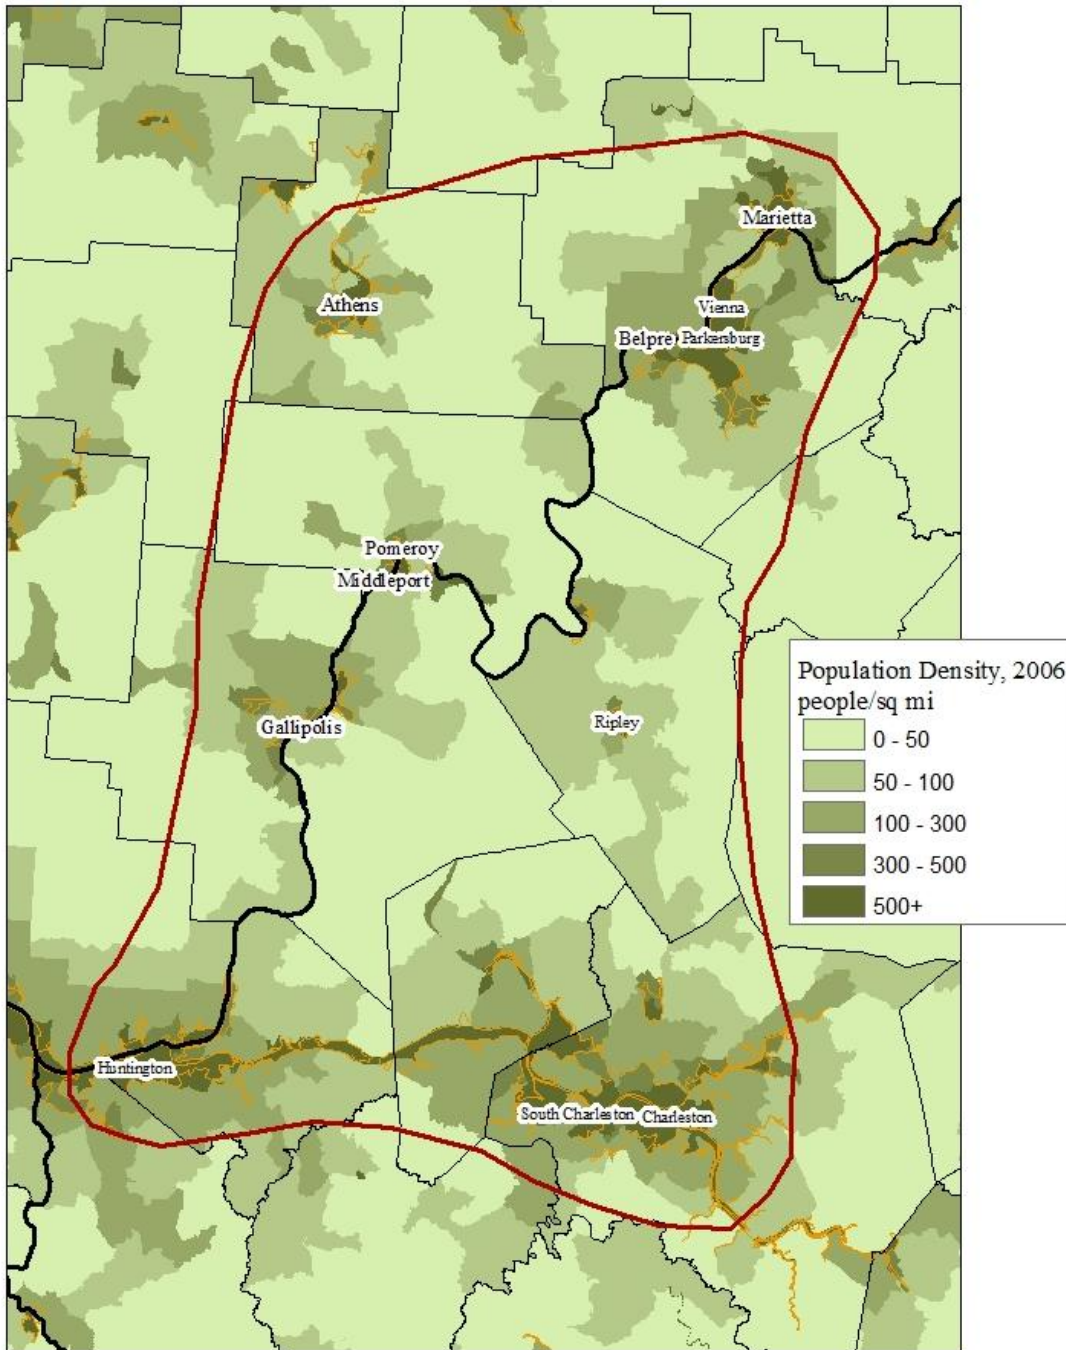 Marietta
Athens
Vienna
Belpre
Parkersburg
Pomeroy
Middleport
Gallipolis
Ripley
Population Density, 2006
people/sq mi
0 - 50
50 - 100
100 - 300
300 - 500
500+
Huntington
South Charleston
Charleston